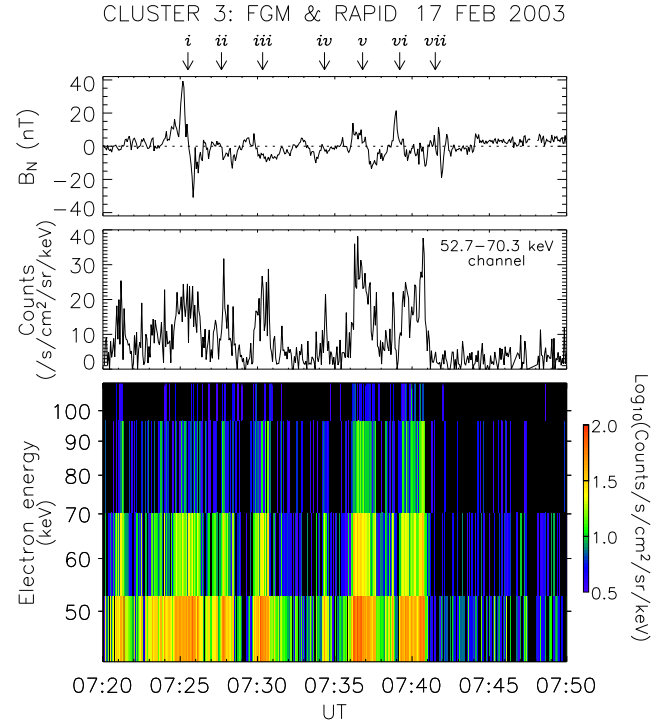 CLUSTER 3: FGM & RAPID 17 FEB 2003
i ii iii iv v vi vii
40
20
0
-20
-40
B_N (nT)
40
30
20
10
0
Counts
(/s/cm²/sr/keV)
52.7-70.3 keV
channel
100
90
80
70
60
50
Electron energy
(keV)
2.0
1.5
1.0
0.5
Log₁₀(Counts/s/cm²/sr/keV)
07:20 07:25 07:30 07:35 07:40 07:45 07:50
UT